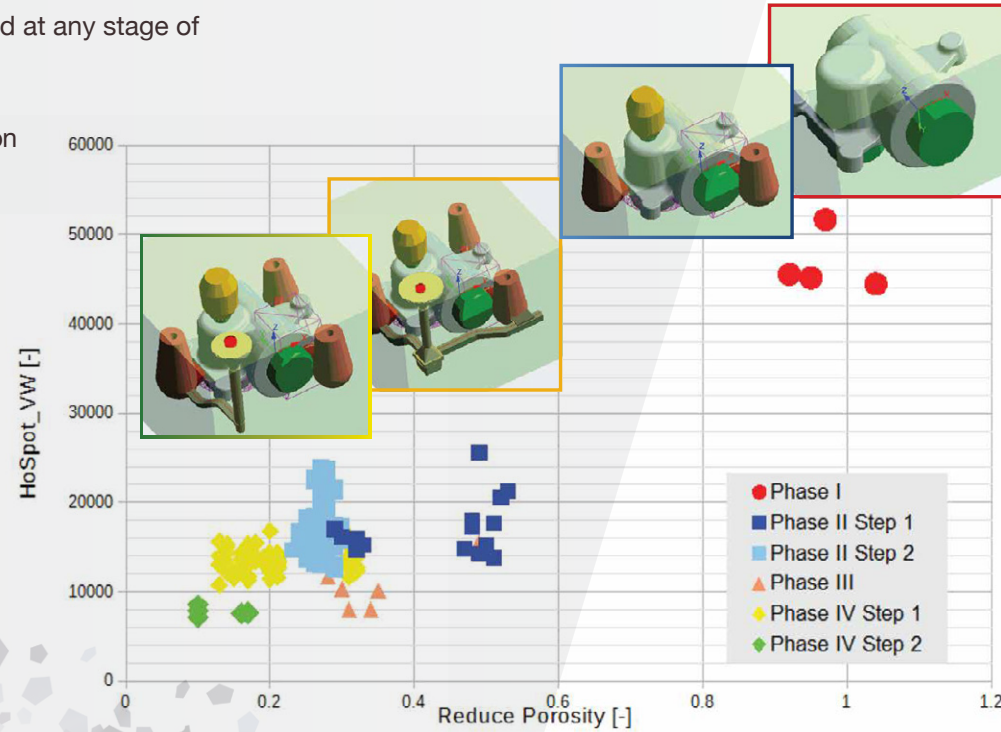 d at any stage of
on
60000
50000
40000
30000
20000
10000
0
HoSpot_VW [-]
0 0.2 0.4 0.6 0.8 1 1.2
Reduce Porosity [-]
Phase I
Phase II Step 1
Phase II Step 2
Phase III
Phase IV Step 1
Phase IV Step 2
z
z
z
z